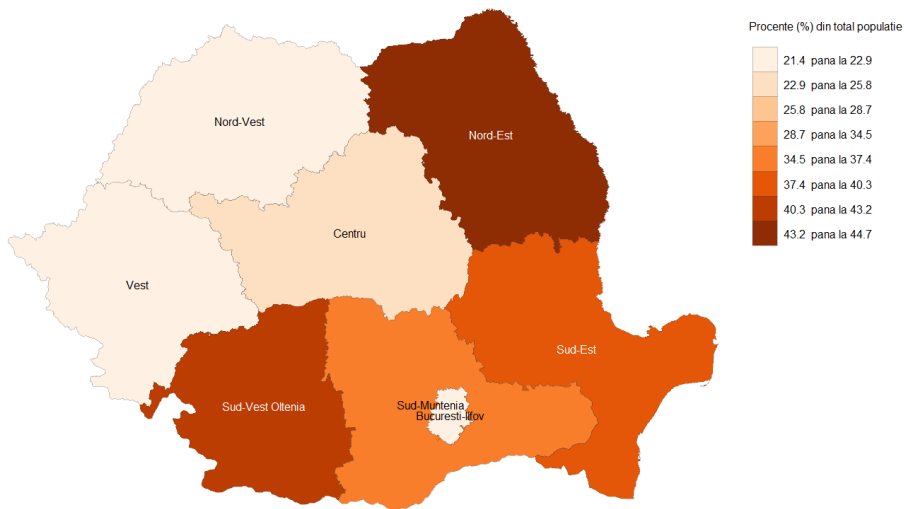 Procente (%) din total populatie
21.4 pana la 22.9
22.9 pana la 25.8
25.8 pana la 28.7
28.7 pana la 34.5
34.5 pana la 37.4
37.4 pana la 40.3
40.3 pana la 43.2
43.2 pana la 44.7
Nord-Vest
Nord-Est
Centru
Vest
Sud-Est
Sud-Vest Oltenia
Sud-Muntenia
Bucuresti-Ilfov